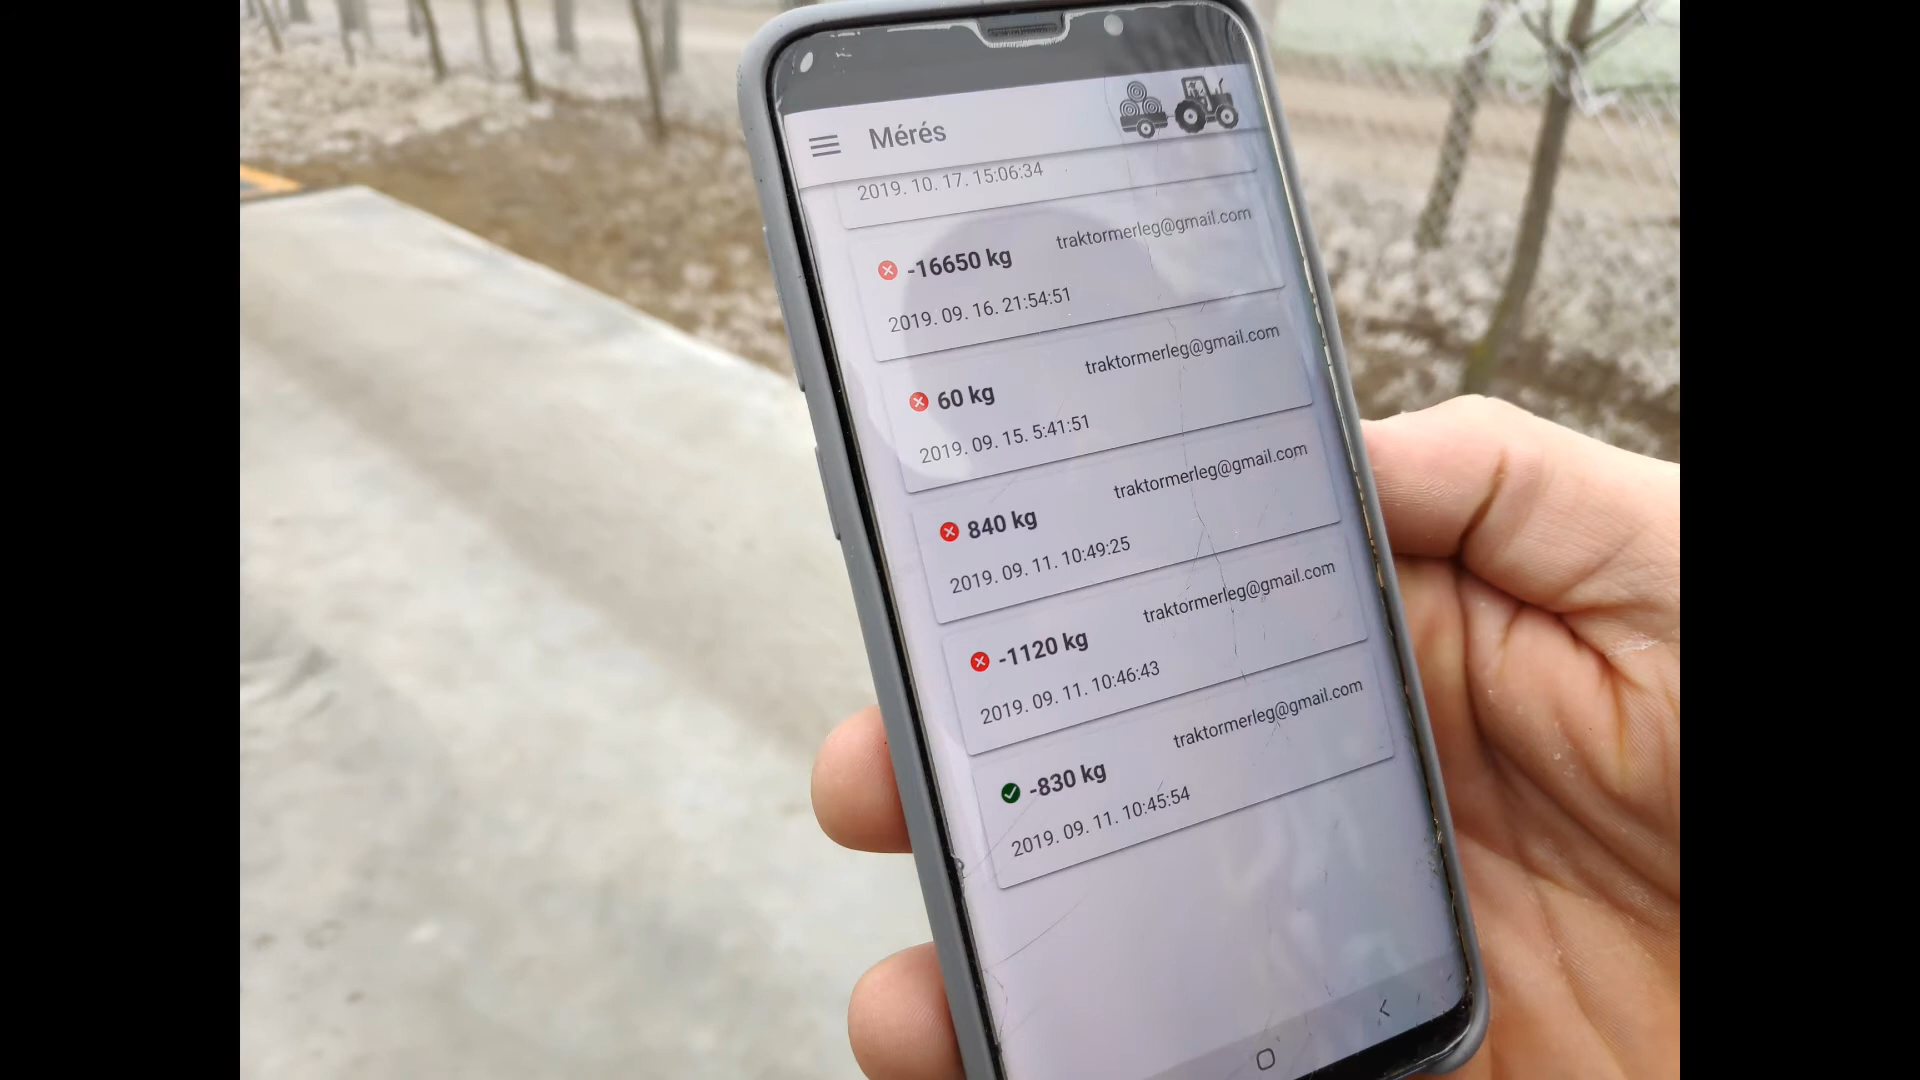 Mérés
2019. 10. 17. 15:06:34
traktormerleg@gmail.com
-16650 kg
2019. 09. 16. 21:54:51
traktormerleg@gmail.com
60 kg
2019. 09. 15. 5:41:51
traktormerleg@gmail.com
840 kg
2019. 09. 11. 10:49:25
traktormerleg@gmail.com
-1120 kg
2019. 09. 11. 10:46:43
traktormerleg@gmail.com
-830 kg
2019. 09. 11. 10:45:54